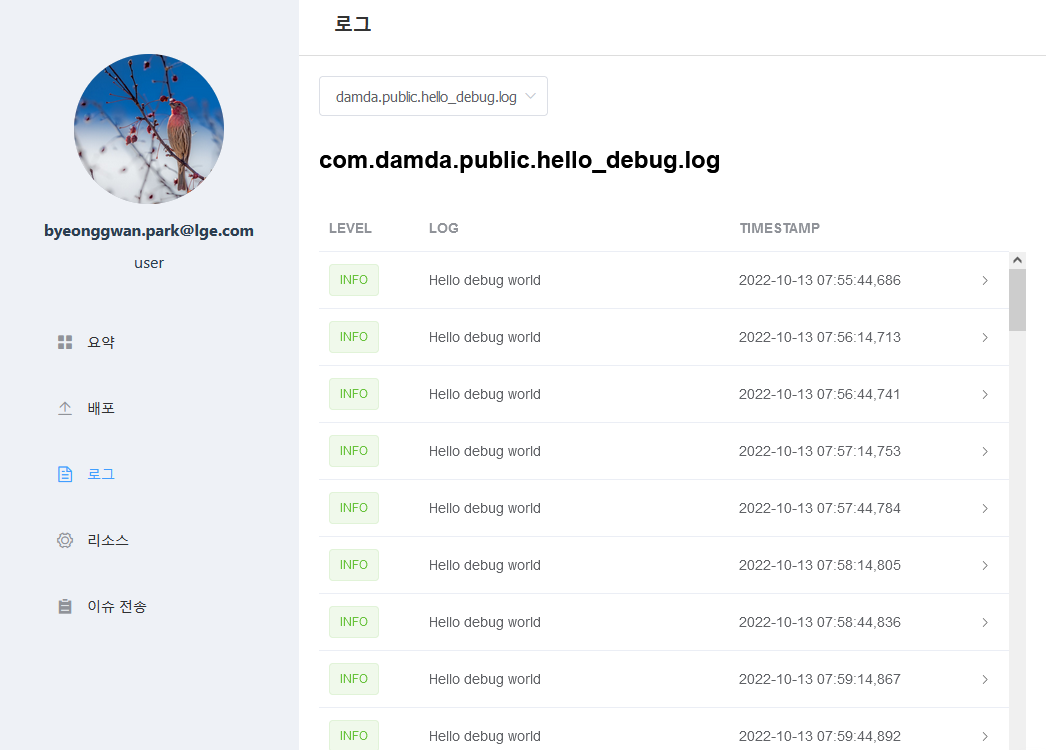 로그
byeonggwan.park@lge.com
user
요약
배포
로그
리소스
이슈 전송
damda.public.hello_debug.log
com.damda.public.hello_debug.log
LEVEL LOG TIMESTAMP
INFO Hello debug world 2022-10-13 07:55:44,686
INFO Hello debug world 2022-10-13 07:56:14,713
INFO Hello debug world 2022-10-13 07:56:44,741
INFO Hello debug world 2022-10-13 07:57:14,753
INFO Hello debug world 2022-10-13 07:57:44,784
INFO Hello debug world 2022-10-13 07:58:14,805
INFO Hello debug world 2022-10-13 07:58:44,836
INFO Hello debug world 2022-10-13 07:59:14,867
INFO Hello debug world 2022-10-13 07:59:44,892